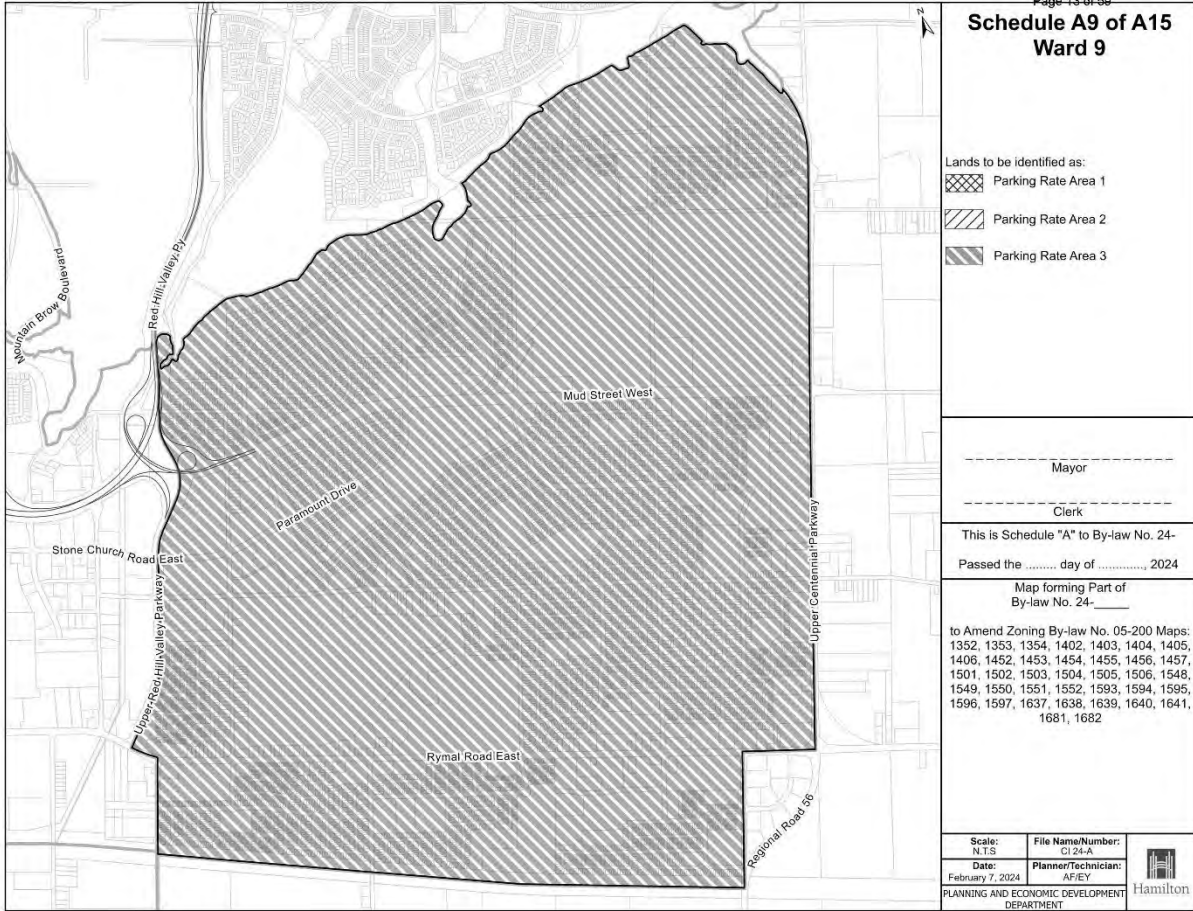 Page 13 of 59
Schedule A9 of A15
Ward 9
Z
Lands to be identified as:
Parking Rate Area 1
Parking Rate Area 2
Parking Rate Area 3
Mountain Brow Boulevard
Red Hill Valley Py
Mud Street West
Paramount Drive
Stone Church Road East
Upper Red Hill Valley Parkway
Upper Centennial Parkway
Rymal Road East
Regional Road 56
Mayor
Clerk
This is Schedule "A" to By-law No. 24-
Passed the ......... day of ............., 2024
Map forming Part of
By-law No. 24-_____
to Amend Zoning By-law No. 05-200 Maps:
1352, 1353, 1354, 1402, 1403, 1404, 1405,
1406, 1452, 1453, 1454, 1455, 1456, 1457,
1501, 1502, 1503, 1504, 1505, 1506, 1548,
1549, 1550, 1551, 1552, 1593, 1594, 1595,
1596, 1597, 1637, 1638, 1639, 1640, 1641,
1681, 1682
Scale:
N.T.S
File Name/Number:
CI 24-A
Date:
February 7, 2024
Planner/Technician:
AF/EY
PLANNING AND ECONOMIC DEVELOPMENT
DEPARTMENT
Hamilton